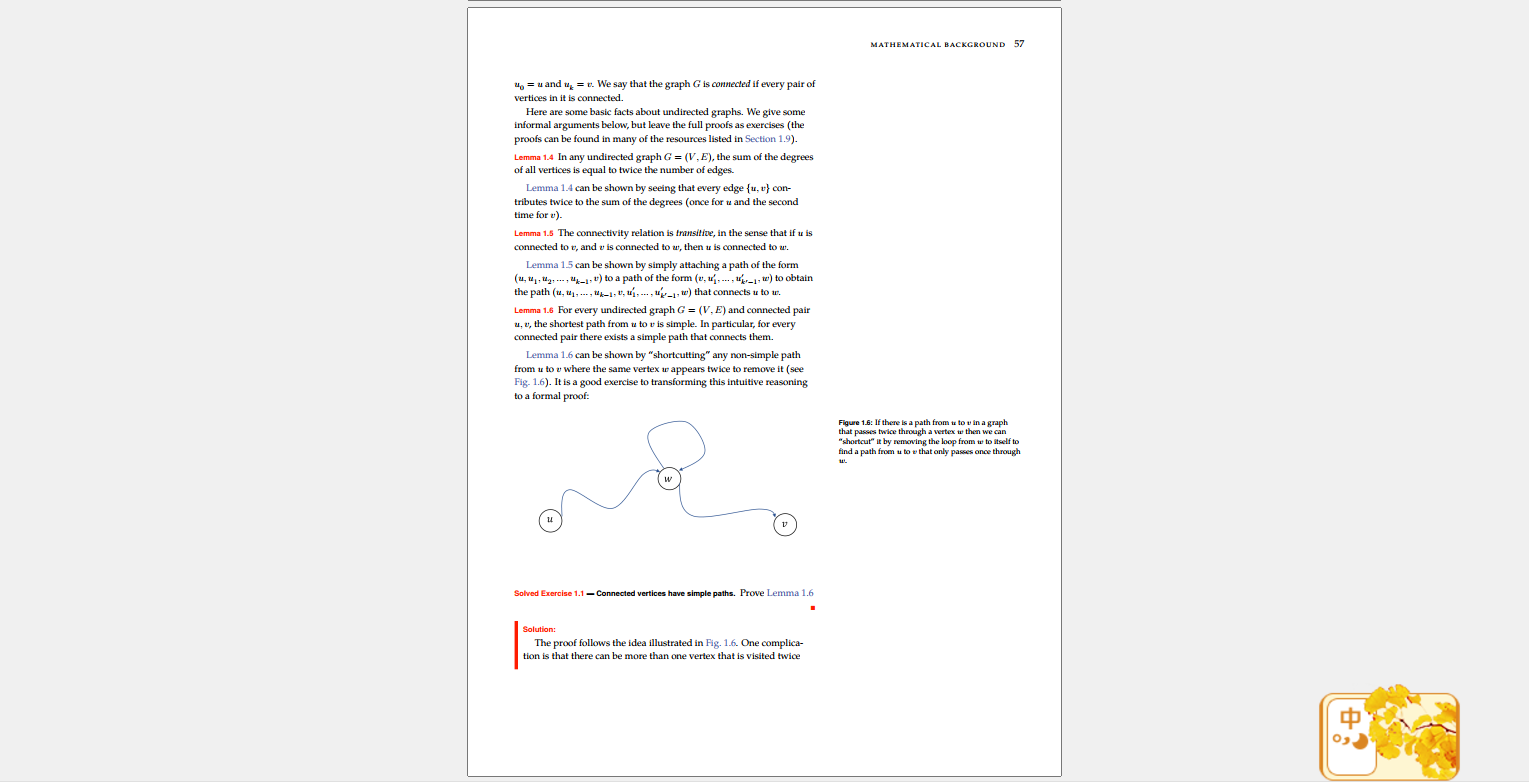 MATHEMATICAL BACKGROUND 57
u₀ = u and uₖ = v. We say that the graph G is connected if every pair of
vertices in it is connected.
Here are some basic facts about undirected graphs. We give some
informal arguments below, but leave the full proofs as exercises (the
proofs can be found in many of the resources listed in Section 1.9).
Lemma 1.4 In any undirected graph G = (V, E), the sum of the degrees
of all vertices is equal to twice the number of edges.
Lemma 1.4 can be shown by seeing that every edge {u, v} con-
tributes twice to the sum of the degrees (once for u and the second
time for v).
Lemma 1.5 The connectivity relation is transitive, in the sense that if u is
connected to v, and v is connected to w, then u is connected to w.
Lemma 1.5 can be shown by simply attaching a path of the form
(u, u₁, u₂, … , uₖ₋₁, v) to a path of the form (v, u′₁, … , u′ₖ′₋₁, w) to obtain
the path (u, u₁, … , uₖ₋₁, v, u′₁, … , u′ₖ′₋₁, w) that connects u to w.
Lemma 1.6 For every undirected graph G = (V, E) and connected pair
u, v, the shortest path from u to v is simple. In particular, for every
connected pair there exists a simple path that connects them.
Lemma 1.6 can be shown by “shortcutting” any non-simple path
from u to v where the same vertex w appears twice to remove it (see
Fig. 1.6). It is a good exercise to transforming this intuitive reasoning
to a formal proof:
Figure 1.6: If there is a path from u to v in a graph
that passes twice through a vertex w then we can
“shortcut” it by removing the loop from w to itself to
find a path from u to v that only passes once through
w.
w
u
v
Solved Exercise 1.1 — Connected vertices have simple paths. Prove Lemma 1.6
Solution:
The proof follows the idea illustrated in Fig. 1.6. One complica-
tion is that there can be more than one vertex that is visited twice
中